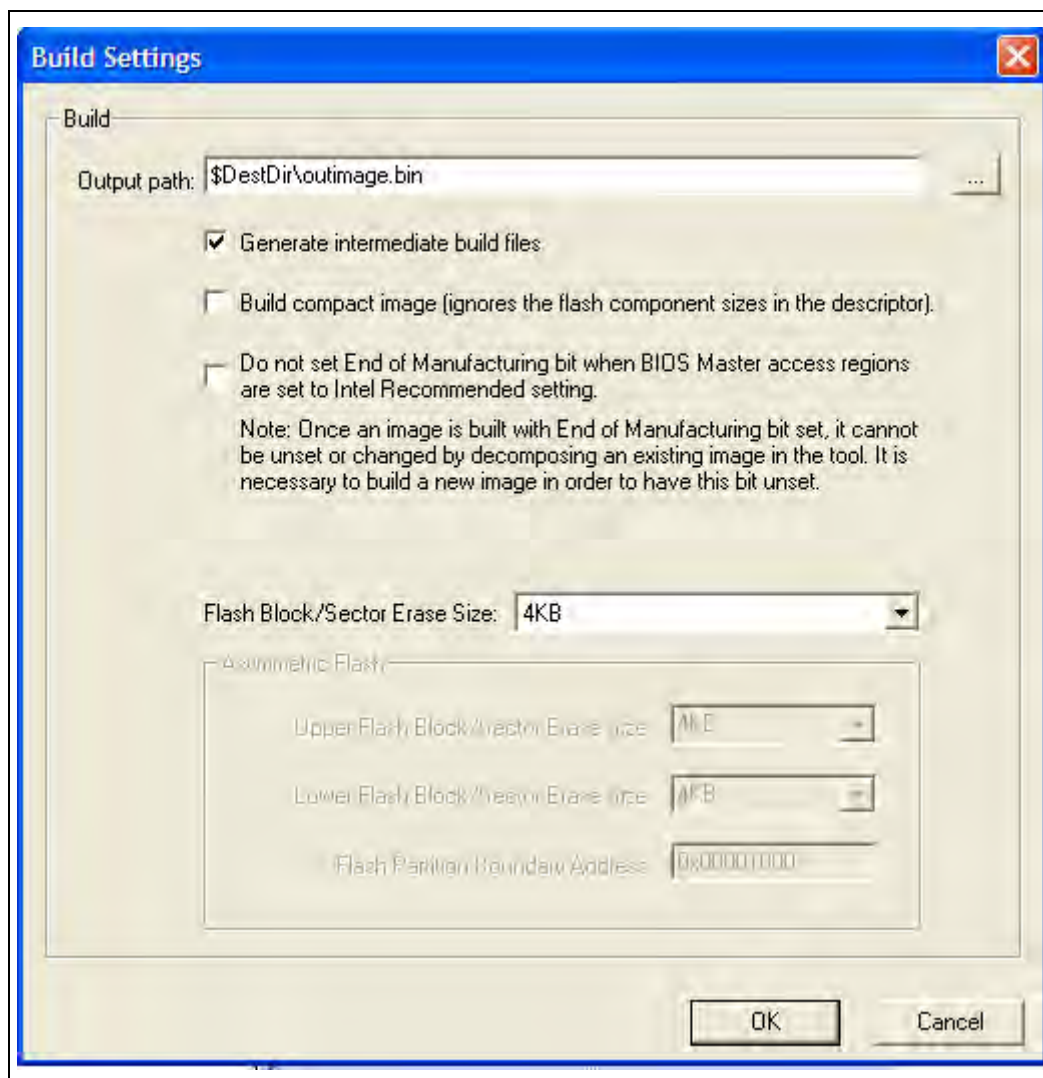 Build Settings
Build
Output path: $DestDir\outimage.bin ...
Generate intermediate build files
Build compact image (ignores the flash component sizes in the descriptor).
Do not set End of Manufacturing bit when BIOS Master access regions
are set to Intel Recommended setting.
Note: Once an image is built with End of Manufacturing bit set, it cannot
be unset or changed by decomposing an existing image in the tool. It is
necessary to build a new image in order to have this bit unset.
Flash Block/Sector Erase Size: 4KB
Asymmetric Flash
Upper Flash Block/Sector Erase Size 4KB
Lower Flash Block/Sector Erase Size 4KB
Flash Partition Boundary Address 0x00001000
OK Cancel